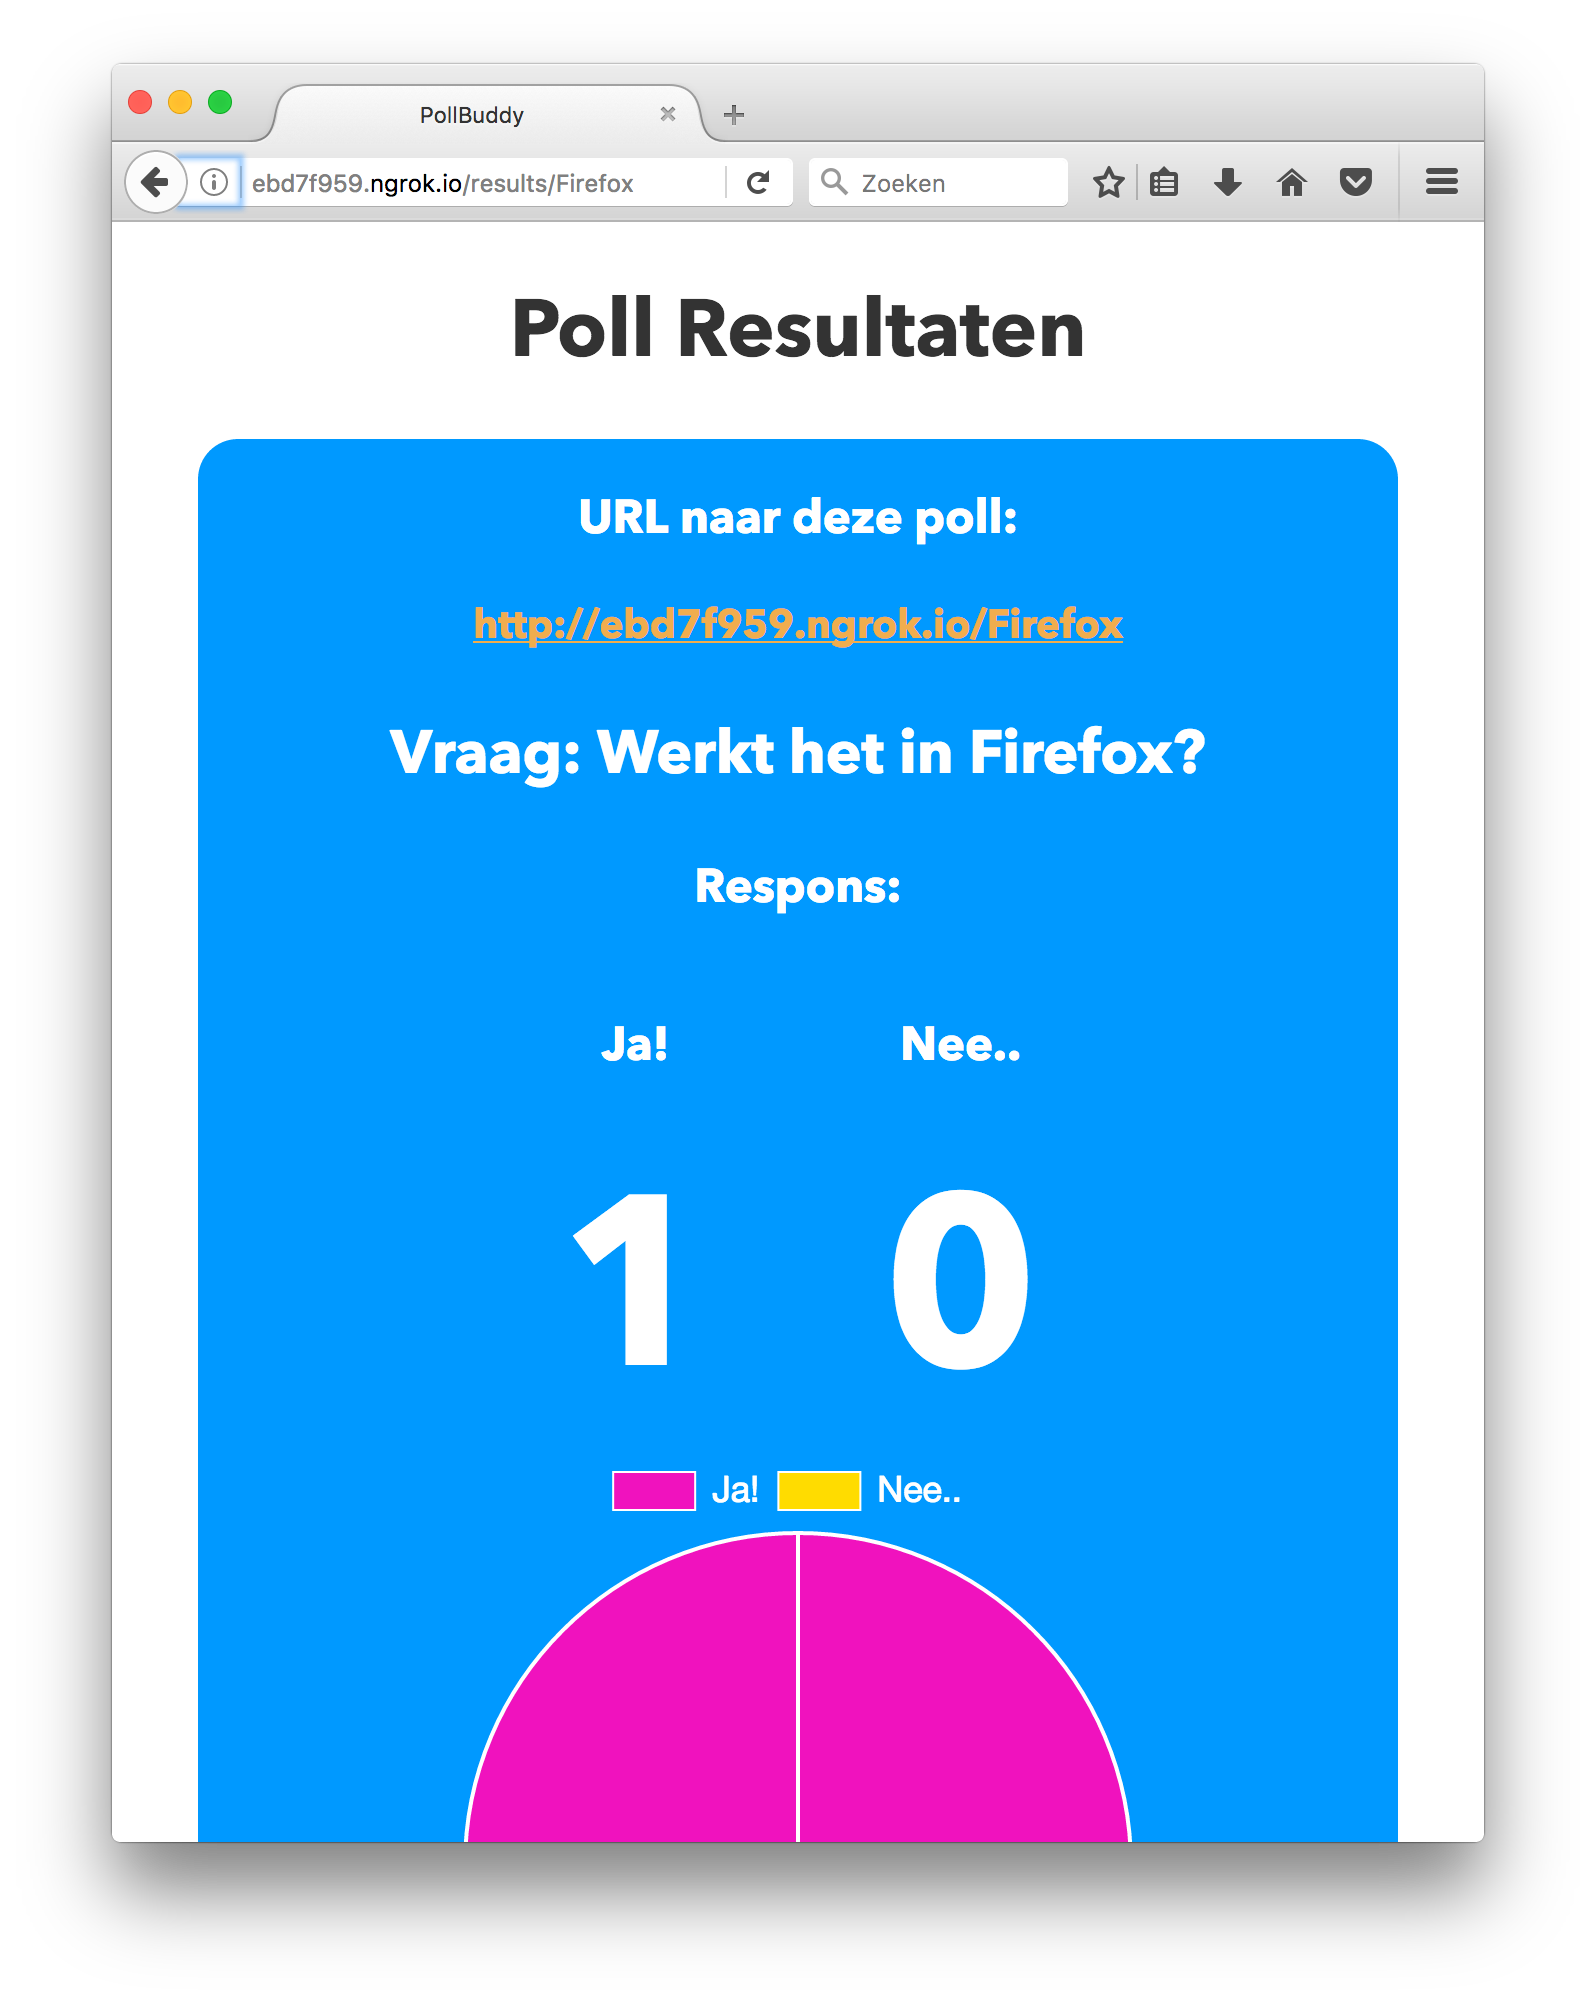 PollBuddy
ebd7f959.ngrok.io/results/Firefox
Zoeken
Poll Resultaten
URL naar deze poll:
http://ebd7f959.ngrok.io/Firefox
Vraag: Werkt het in Firefox?
Respons:
Ja! Nee..
1 0
Ja! Nee..